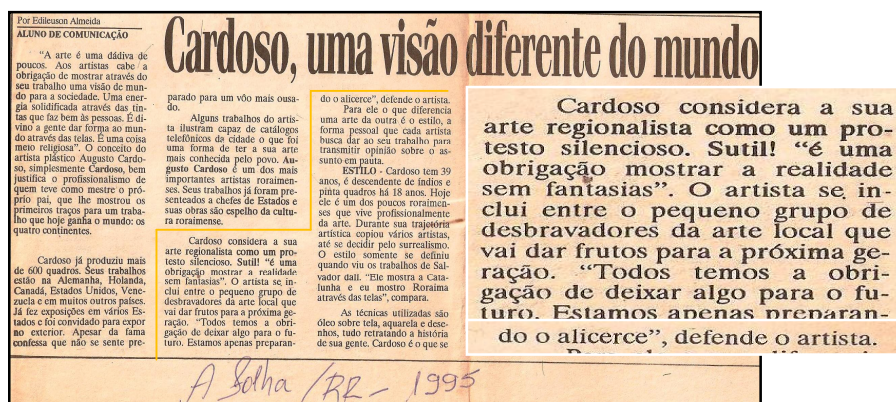 Por Edileuson Almeida
ALUNO DE COMUNICAÇÃO
Cardoso, uma visão diferente do mundo
"A arte é uma dádiva de
poucos. Aos artistas cabe a
obrigação de mostrar através do
seu trabalho uma visão de mun-
do para a sociedade. Uma ener-
gia solidificada através das tin-
tas que faz bem às pessoas. É di-
vino a gente dar forma ao mun-
do através das telas. É uma coisa
meio religiosa". O conceito do
artista plástico Augusto Cardo-
so, simplesmente Cardoso, bem
justifica o profissionalismo de
quem teve como mestre o pró-
prio pai, que lhe mostrou os
primeiros traços para um traba-
lho que hoje ganha o mundo: os
quatro continentes.
Cardoso já produziu mais
de 600 quadros. Seus trabalhos
estão na Alemanha, Holanda,
Canadá, Estados Unidos, Vene-
zuela e em muitos outros países.
Já fez exposições em vários Es-
tados e foi convidado para expor
no exterior. Apesar da fama
confessa que não se sente pre-
parado para um vôo mais ousa-
do.
Alguns trabalhos do artis-
ta ilustram capaz de catálogos
telefônicos da cidade o que foi
uma forma de ter a sua arte
mais conhecida pelo povo. Au-
gusto Cardoso é um dos mais
importantes artistas roraimen-
ses. Seus trabalhos já foram pre-
senteados a chefes de Estados e
suas obras são espelho da cultu-
ra roraimense.
Cardoso considera a sua
arte regionalista como um pro-
testo silencioso. Sutil! "é uma
obrigação mostrar a realidade
sem fantasias". O artista se in-
clui entre o pequeno grupo de
desbravadores da arte local que
vai dar frutos para a próxima ge-
ração. "Todos temos a obri-
gação de deixar algo para o fu-
turo. Estamos apenas preparan-
do o alicerce", defende o artista.
Para ele o que diferencia
uma arte da outra é o estilo, a
forma pessoal que cada artista
busca dar ao seu trabalho para
transmitir opinião sobre o as-
sunto em pauta.
ESTILO - Cardoso tem 39
anos, é descendente de índios e
pinta quadros há 18 anos. Hoje
ele é um dos poucos roraimen-
ses que vive profissionalmente
da arte. Durante sua trajetória
artística copiou vários artistas,
até se decidir pelo surrealismo.
O estilo somente se definiu
quando viu os trabalhos de Sal-
vador dali. "Ele mostra a Cata-
lunha e eu mostro Roraima
através das telas", compara.
As técnicas utilizadas são
óleo sobre tela, aquarela e dese-
nhos, tudo retratando a história
de sua gente. Cardoso é o que se
Cardoso considera a sua
arte regionalista como um pro-
testo silencioso. Sutil! "é uma
obrigação mostrar a realidade
sem fantasias". O artista se in-
clui entre o pequeno grupo de
desbravadores da arte local que
vai dar frutos para a próxima ge-
ração. "Todos temos a obri-
gação de deixar algo para o fu-
turo. Estamos apenas preparan-
do o alicerce", defende o artista.
A folha / RR - 1995